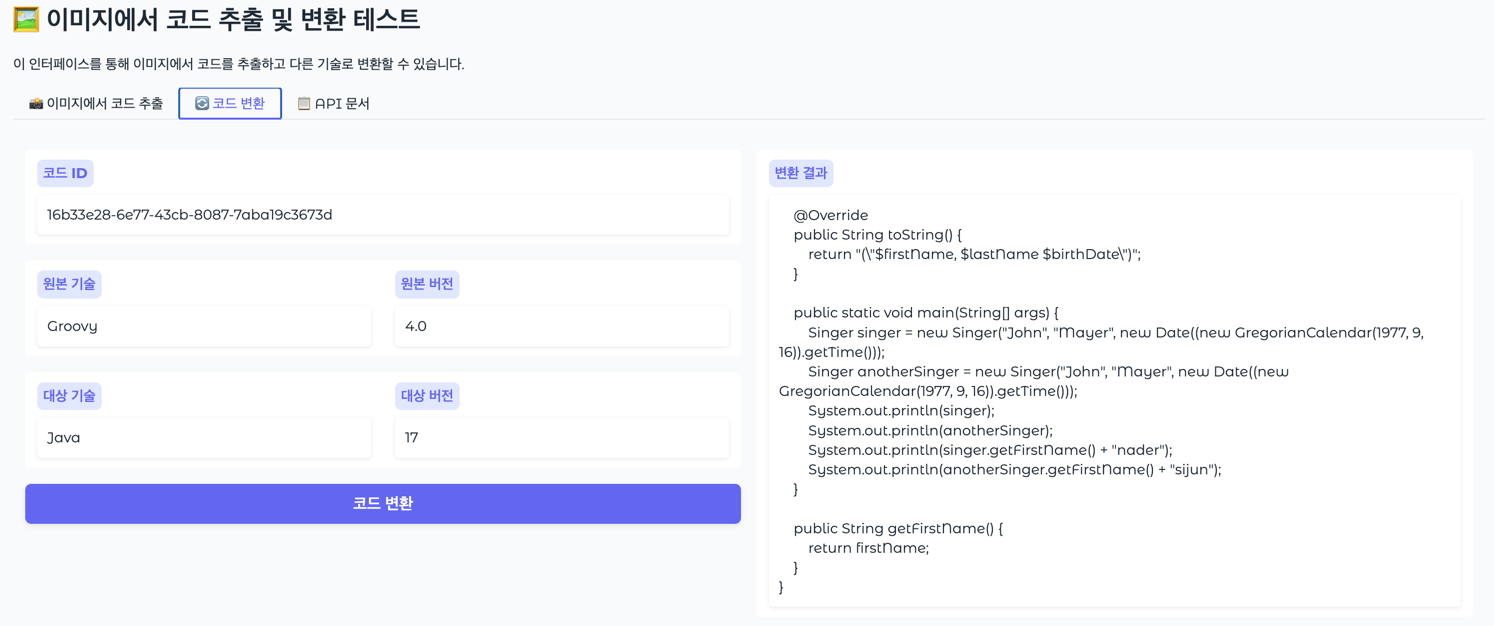 🖼️ 이미지에서 코드 추출 및 변환 테스트
이 인터페이스를 통해 이미지에서 코드를 추출하고 다른 기술로 변환할 수 있습니다.
📸 이미지에서 코드 추출
🔄 코드 변환
📋 API 문서
코드 ID
16b33e28-6e77-43cb-8087-7aba19c3673d
원본 기술
원본 버전
Groovy
4.0
대상 기술
대상 버전
Java
17
코드 변환
변환 결과
    @Override
    public String toString() {
        return "(\"$firstName, $lastName $birthDate\")";
    }

    public static void main(String[] args) {
        Singer singer = new Singer("John", "Mayer", new Date((new GregorianCalendar(1977, 9,
16)).getTime()));
        Singer anotherSinger = new Singer("John", "Mayer", new Date((new
GregorianCalendar(1977, 9, 16)).getTime()));
        System.out.println(singer);
        System.out.println(anotherSinger);
        System.out.println(singer.getFirstName() + "nader");
        System.out.println(anotherSinger.getFirstName() + "sijun");
    }

    public String getFirstName() {
        return firstName;
    }
}